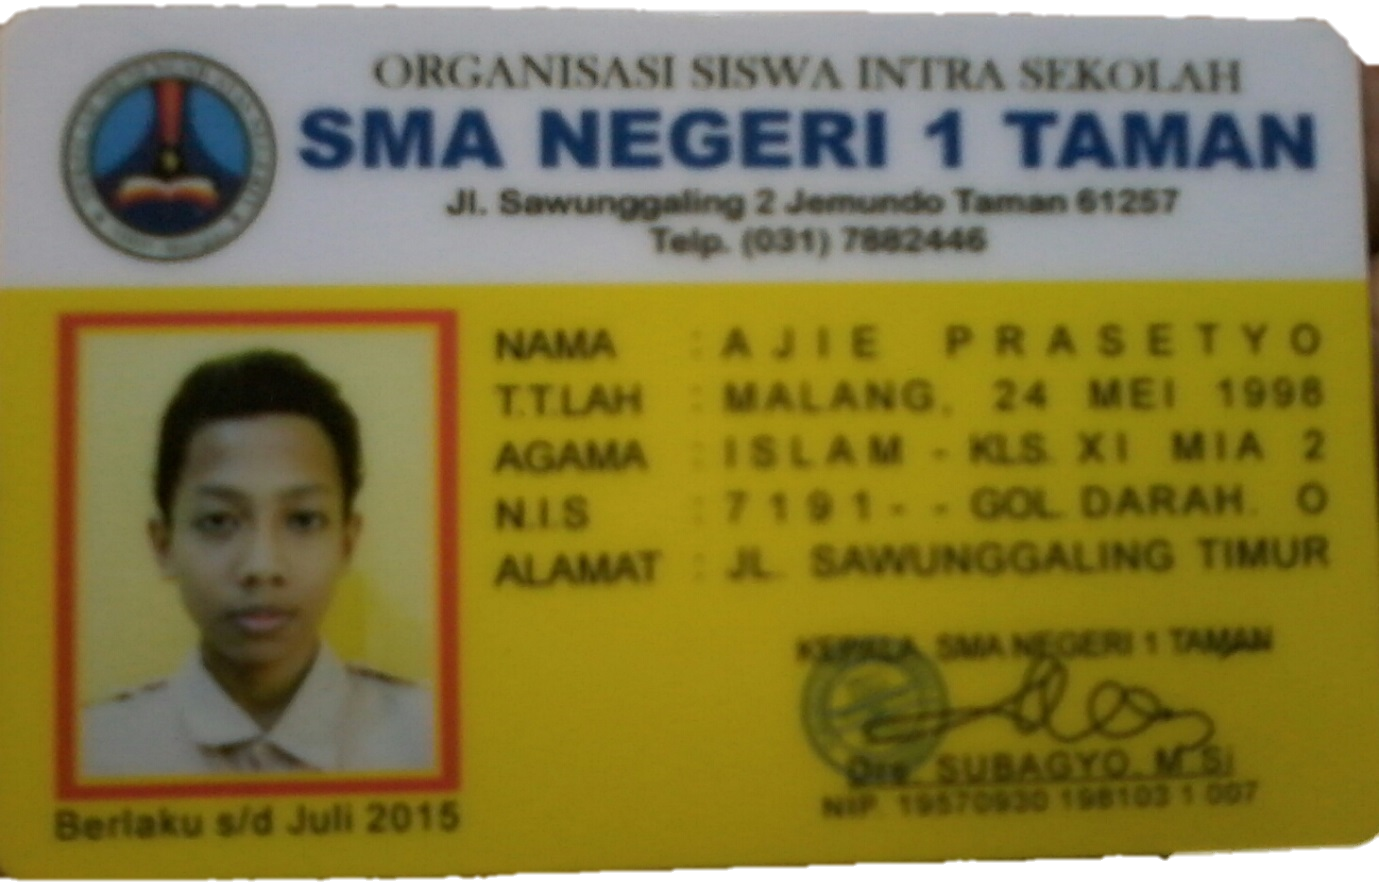 ORGANISASI SISWA INTRA SEKOLAH
SMA NEGERI 1 TAMAN
Jl. Sawunggaling 2 Jemundo Taman 61257
Telp. (031) 7882446
NAMA : AJIE PRASETYO
T.T.LAH : MALANG, 24 MEI 1998
AGAMA : ISLAM - KLS. XI MIA 2
N.I.S : 7191- - GOL. DARAH. O
ALAMAT : JL. SAWUNGGALING TIMUR
KEPALA SMA NEGERI 1 TAMAN
Drs. SUBAGYO, M.Si
NIP. 19570930 198103 1 007
Berlaku s/d Juli 2015